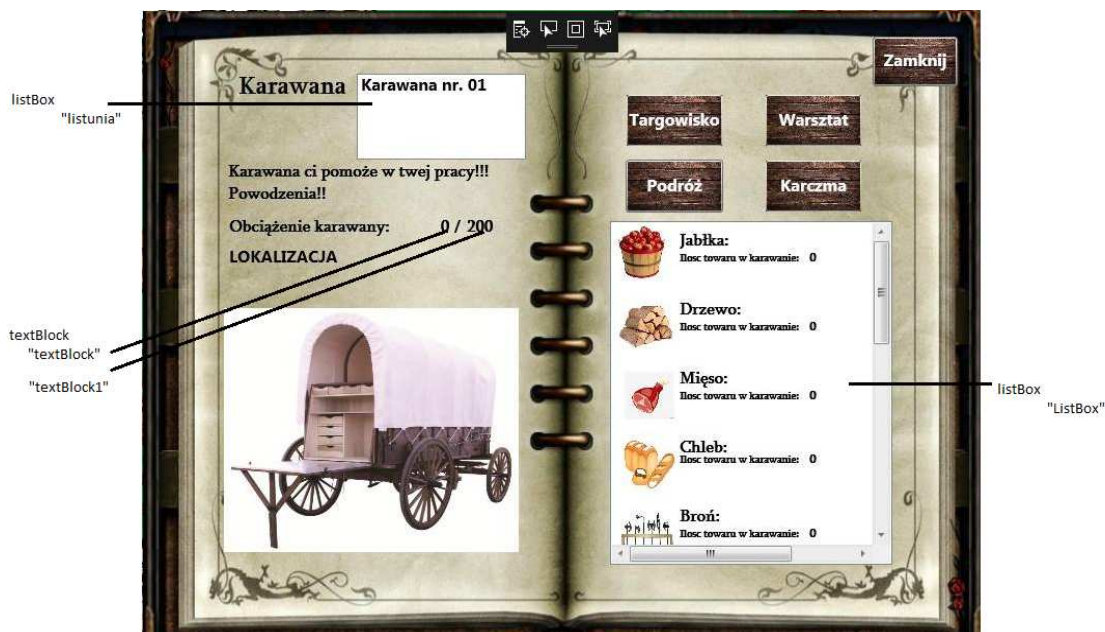 Zamknij
Karawana
Karawana nr. 01
listBox
"listunia"
Targowisko
Warsztat
Karawana ci pomoże w twej pracy!!!
Powodzenia!!
Podróż
Karczma
Obciążenie karawany: 0 / 200
LOKALIZACJA
textBlock
"textBlock"
"textBlock1"
Jabłka:
Ilosc towaru w karawanie: 0
Drzewo:
Ilosc towaru w karawanie: 0
Mięso:
Ilosc towaru w karawanie: 0
Chleb:
Ilosc towaru w karawanie: 0
Broń:
Ilosc towaru w karawanie: 0
listBox
"ListBox"